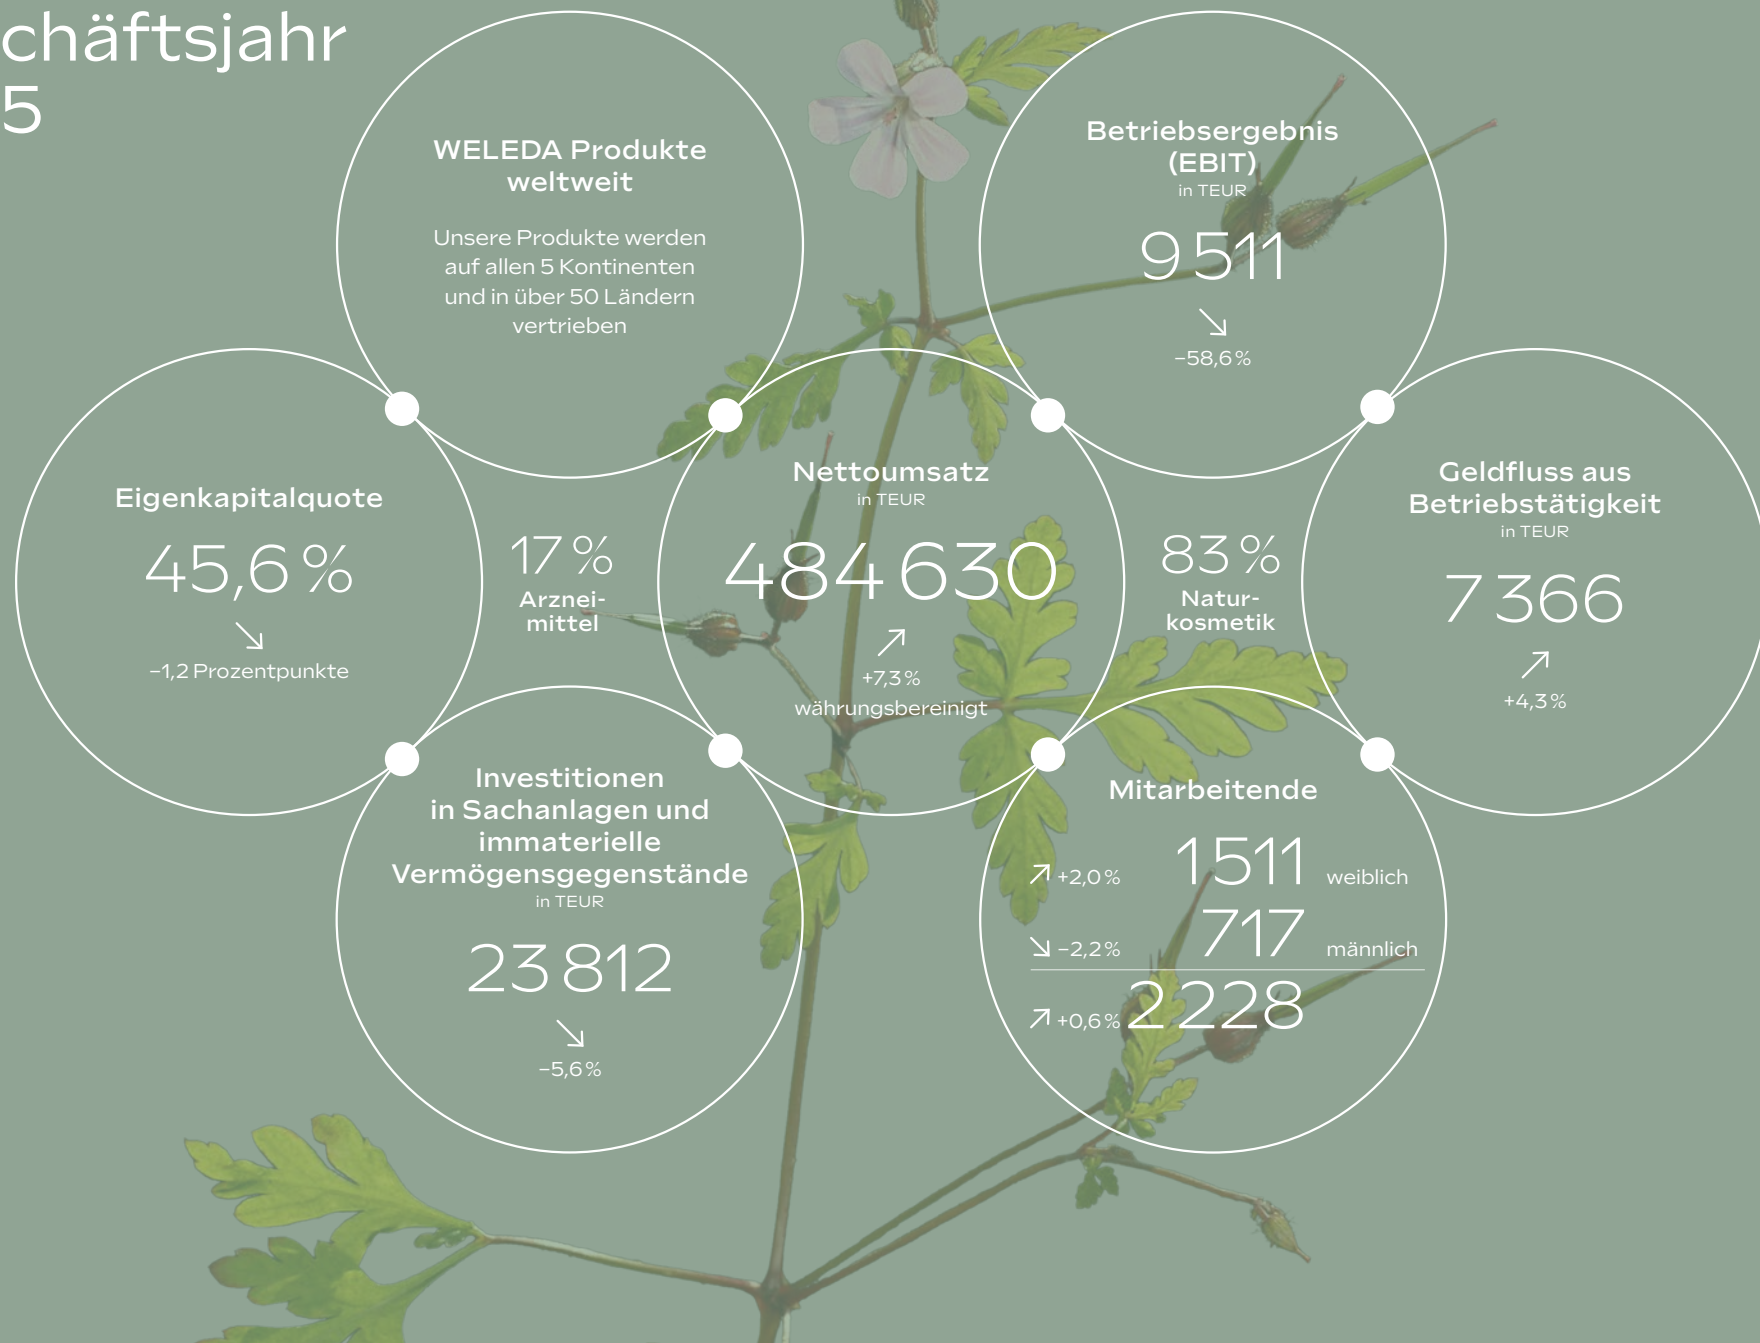 chäftsjahr
5
WELEDA Produkte
weltweit
Unsere Produkte werden
auf allen 5 Kontinenten
und in über 50 Ländern
vertrieben
Betriebsergebnis
(EBIT)
in TEUR
9 511
↘
−58,6 %
Eigenkapitalquote
45,6 %
↘
−1,2 Prozentpunkte
17 %
Arznei-
mittel
Nettoumsatz
in TEUR
484 630
↗
+7,3 %
währungsbereinigt
83 %
Natur-
kosmetik
Geldfluss aus
Betriebstätigkeit
in TEUR
7 366
↗
+4,3 %
Investitionen
in Sachanlagen und
immaterielle
Vermögensgegenstände
in TEUR
23 812
↘
−5,6 %
Mitarbeitende
↗ +2,0 % 1 511 weiblich
↘ −2,2 % 717 männlich
↗ +0,6 % 2 228